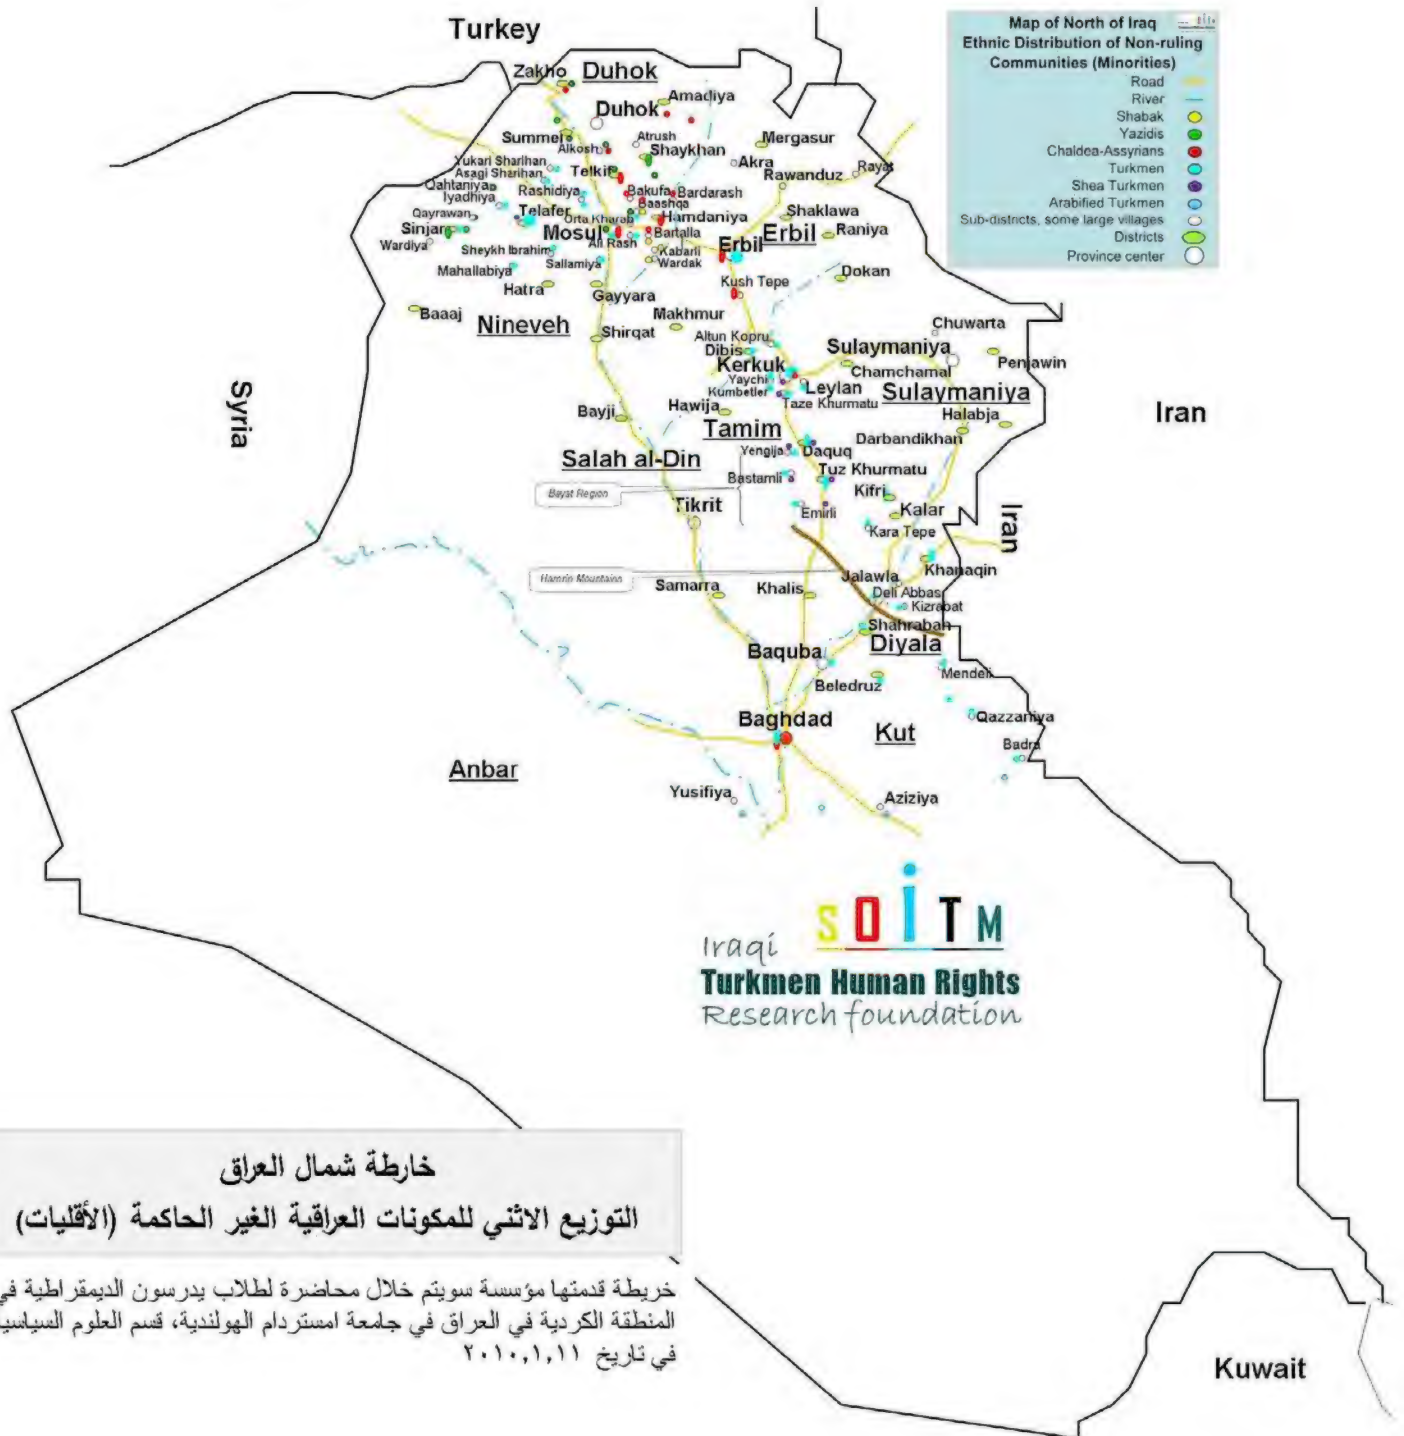 Turkey
Map of North of Iraq
Ethnic Distribution of Non-ruling
Communities (Minorities)
Road
River
Shabak
Yazidis
Chaldea-Assyrians
Turkmen
Shea Turkmen
Arabified Turkmen
Sub-districts, some large villages
Districts
Province center
Zakho
Duhok
Duhok
Amadiya
Summel
Alkosh
Atrush
Shaykhan
Mergasur
Akra
Yukari Sharihan
Asagi Sharihan
Telkif
Rawanduz
Rayat
Qahtaniya
Iyadhiya
Rashidiya
Bakufa
Bardarash
Baashqa
Qayrawan
Telafer
Orta Kharab
Hamdaniya
Shaklawa
Sinjar
Mosul
Bartalla
Erbil
Erbil
Raniya
Wardiya
Sheykh Ibrahim
Ali Rash
Kabarli
Wardak
Mahallabiya
Sallamiya
Dokan
Hatra
Gayyara
Kush Tepe
Baaaj
Nineveh
Shirqat
Makhmur
Chuwarta
Altun Kopru
Dibis
Sulaymaniya
Penjawin
Kerkuk
Chamchamal
Yaychi
Kumbetler
Leylan
Sulaymaniya
Syria
Taze Khurmatu
Bayji
Hawija
Halabja
Iran
Tamim
Darbandikhan
Yengija
Daquq
Salah al-Din
Bastamli
Tuz Khurmatu
Bayat Region
Kifri
Tikrit
Emirli
Kalar
Kara Tepe
Iran
Hamrin Mountains
Jalawla
Khanaqin
Samarra
Khalis
Deli Abbas
Kizrabat
Shahraban
Diyala
Baquba
Mendeli
Beledruz
Baghdad
Qazzaniya
Kut
Badra
Anbar
Yusifiya
Aziziya
SOiTM
Iraqi
Turkmen Human Rights
Research foundation
خارطة شمال العراق
التوزيع الاثني للمكونات العراقية الغير الحاكمة (الأقليات)
خريطة قدمتها مؤسسة سويتم خلال محاضرة لطلاب يدرسون الديمقراطية في
المنطقة الكردية في العراق في جامعة امستردام الهولندية، قسم العلوم السياسية
في تاريخ ٢٠١٠,١,١١
Kuwait